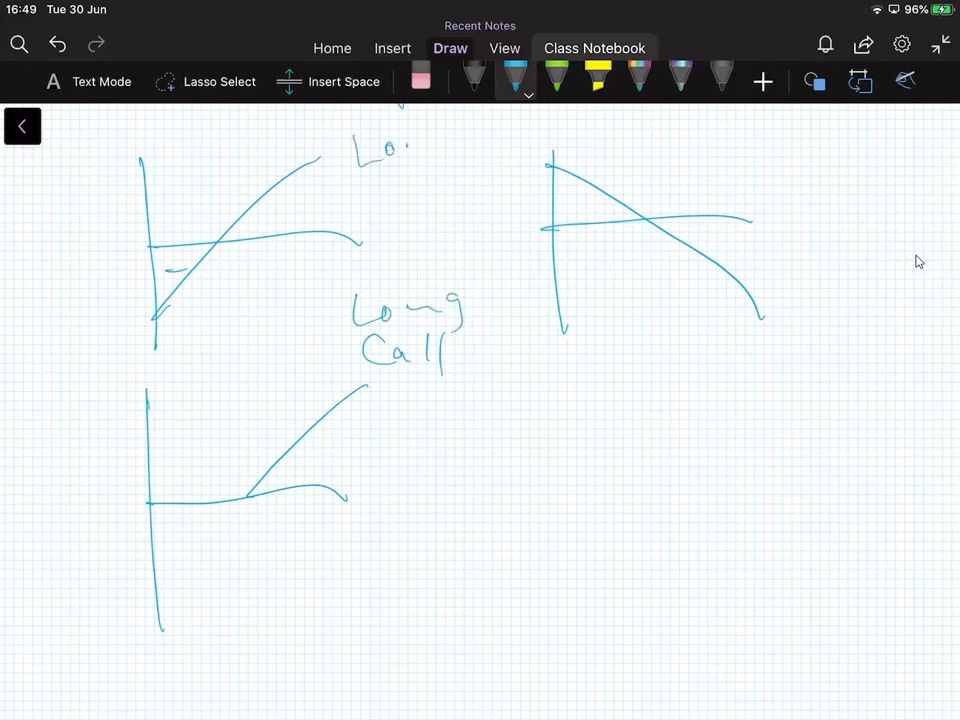 16:49 Tue 30 Jun
96%
Recent Notes
Home Insert Draw View Class Notebook
Text Mode Lasso Select Insert Space
Lo
Long
Call